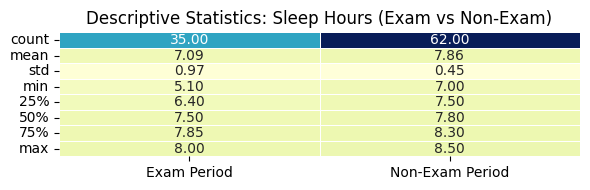 Descriptive Statistics: Sleep Hours (Exam vs Non-Exam)
count 35.00 62.00
mean 7.09 7.86
std 0.97 0.45
min 5.10 7.00
25% 6.40 7.50
50% 7.50 7.80
75% 7.85 8.30
max 8.00 8.50
Exam Period Non-Exam Period